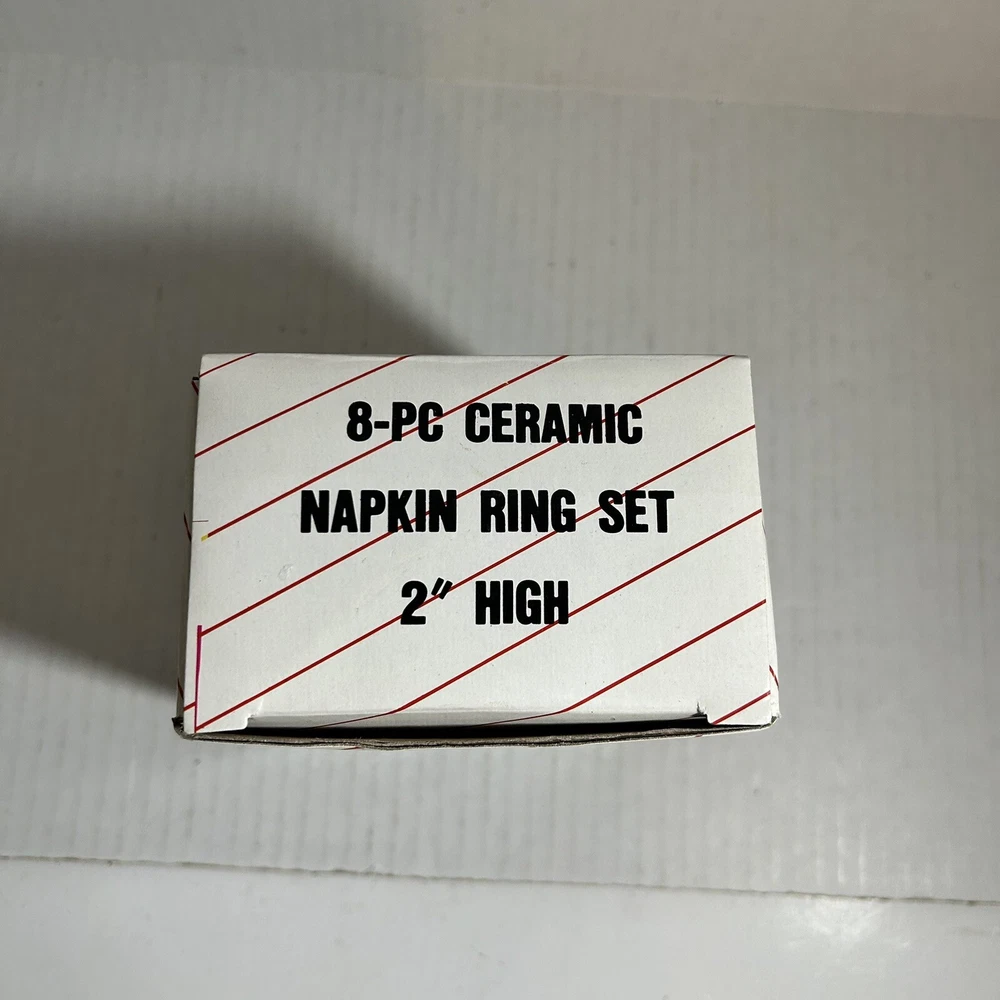 8-PC CERAMIC
NAPKIN RING SET
2" HIGH